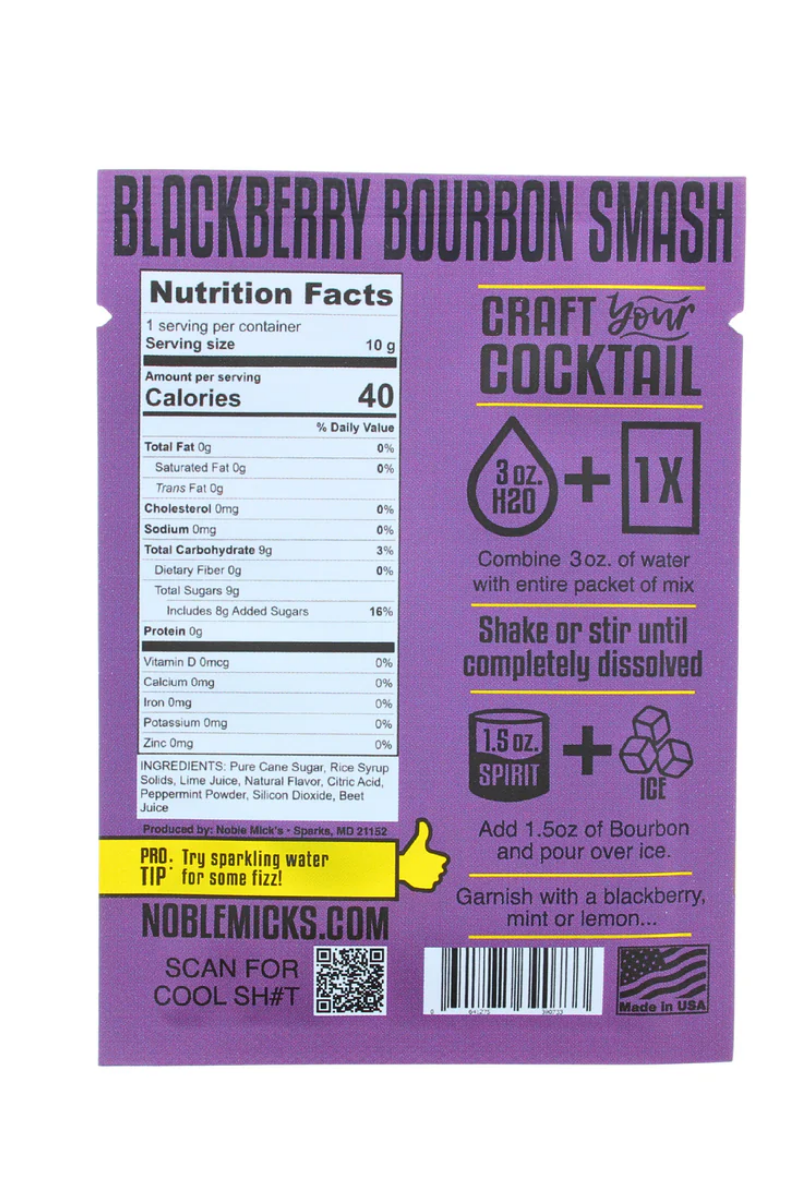 BLACKBERRY BOURBON SMASH
Nutrition Facts
1 serving per container
Serving size 10 g
Amount per serving
Calories 40
% Daily Value
Total Fat 0g 0%
Saturated Fat 0g 0%
Trans Fat 0g
Cholesterol 0mg 0%
Sodium 0mg 0%
Total Carbohydrate 9g 3%
Dietary Fiber 0g 0%
Total Sugars 9g
Includes 8g Added Sugars 16%
Protein 0g
Vitamin D 0mcg 0%
Calcium 0mg 0%
Iron 0mg 0%
Potassium 0mg 0%
Zinc 0mg 0%
INGREDIENTS: Pure Cane Sugar, Rice Syrup
Solids, Lime Juice, Natural Flavor, Citric Acid,
Peppermint Powder, Silicon Dioxide, Beet
Juice
Produced by: Noble Mick's • Sparks, MD 21152
PRO. Try sparkling water
TIP for some fizz!
NOBLEMICKS.COM
SCAN FOR
COOL SH#T
CRAFT your
COCKTAIL
3 oz.
H2O
+
1X
Combine 3 oz. of water
with entire packet of mix
Shake or stir until
completely dissolved
1.5 oz.
SPIRIT
+
ICE
Add 1.5oz of Bourbon
and pour over ice.
Garnish with a blackberry,
mint or lemon...
Made in USA